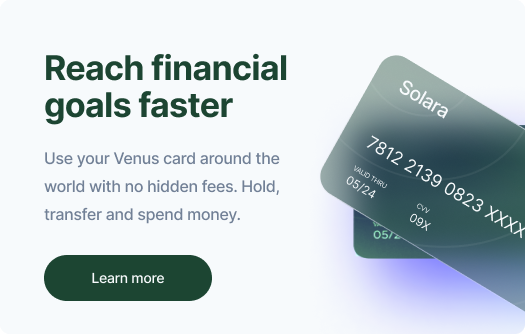 Reach financial
goals faster
Use your Venus card around the
world with no hidden fees. Hold,
transfer and spend money.
Learn more
Solara
7812 2139 0823 XXXX
VALID THRU
05/24
CVV
09X
05/2